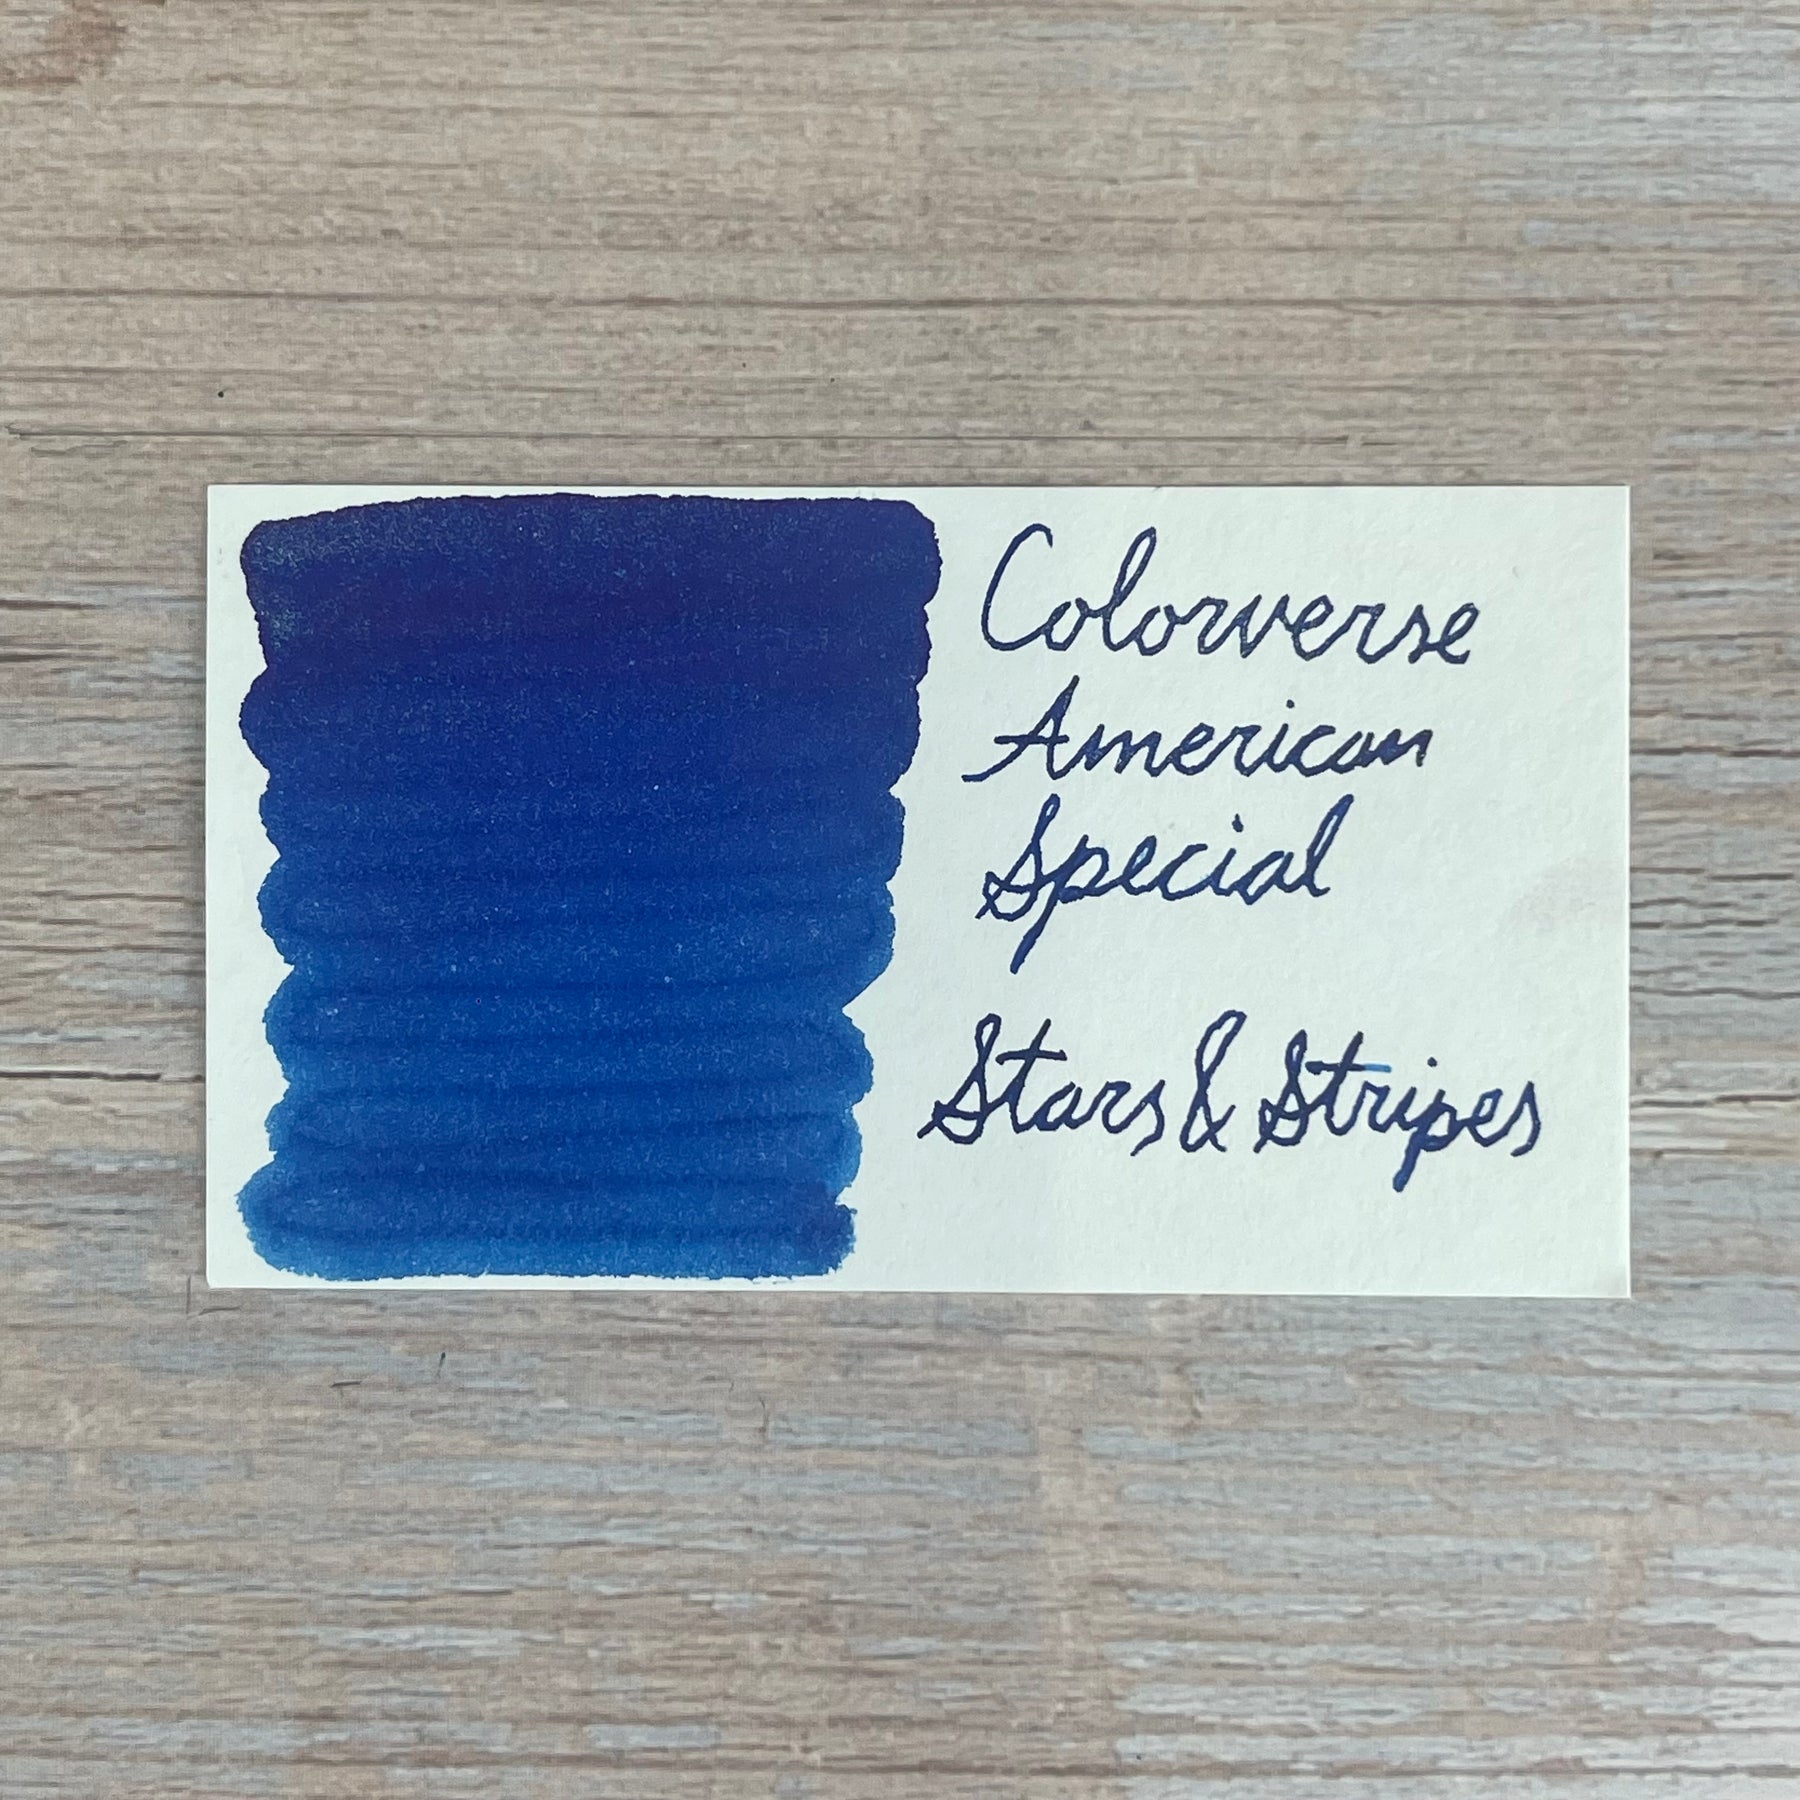 Colorverse
American
Special
Stars & Stripes